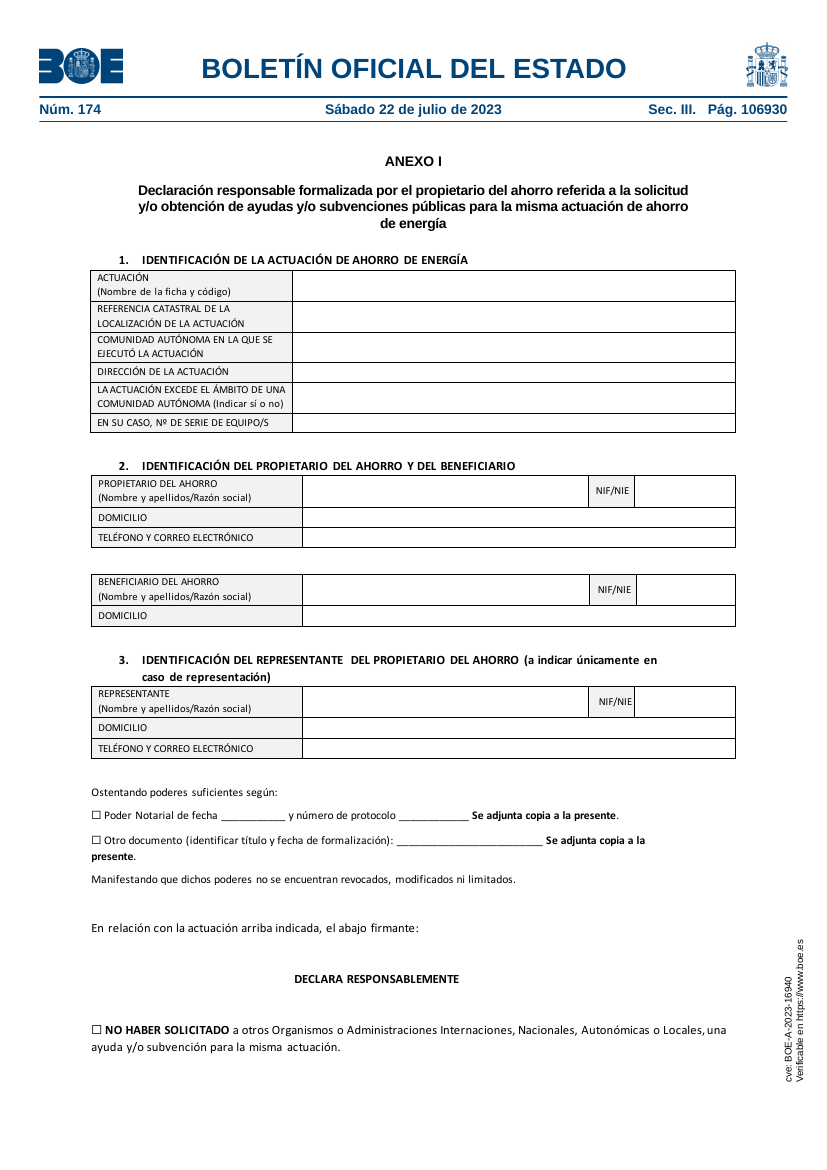 BOE
BOLETÍN OFICIAL DEL ESTADO
Núm. 174
Sábado 22 de julio de 2023
Sec. III. Pág. 106930
ANEXO I
Declaración responsable formalizada por el propietario del ahorro referida a la solicitud
y/o obtención de ayudas y/o subvenciones públicas para la misma actuación de ahorro
de energía
1. IDENTIFICACIÓN DE LA ACTUACIÓN DE AHORRO DE ENERGÍA
ACTUACIÓN
(Nombre de la ficha y código)
REFERENCIA CATASTRAL DE LA
LOCALIZACIÓN DE LA ACTUACIÓN
COMUNIDAD AUTÓNOMA EN LA QUE SE
EJECUTÓ LA ACTUACIÓN
DIRECCIÓN DE LA ACTUACIÓN
LA ACTUACIÓN EXCEDE EL ÁMBITO DE UNA
COMUNIDAD AUTÓNOMA (Indicar sí o no)
EN SU CASO, Nº DE SERIE DE EQUIPO/S
2. IDENTIFICACIÓN DEL PROPIETARIO DEL AHORRO Y DEL BENEFICIARIO
PROPIETARIO DEL AHORRO
(Nombre y apellidos/Razón social)
NIF/NIE
DOMICILIO
TELÉFONO Y CORREO ELECTRÓNICO
BENEFICIARIO DEL AHORRO
(Nombre y apellidos/Razón social)
NIF/NIE
DOMICILIO
3. IDENTIFICACIÓN DEL REPRESENTANTE DEL PROPIETARIO DEL AHORRO (a indicar únicamente en
caso de representación)
REPRESENTANTE
(Nombre y apellidos/Razón social)
NIF/NIE
DOMICILIO
TELÉFONO Y CORREO ELECTRÓNICO
Ostentando poderes suficientes según:
☐ Poder Notarial de fecha ___________ y número de protocolo ____________ Se adjunta copia a la presente.
☐ Otro documento (identificar título y fecha de formalización): _________________________ Se adjunta copia a la
presente.
Manifestando que dichos poderes no se encuentran revocados, modificados ni limitados.
En relación con la actuación arriba indicada, el abajo firmante:
DECLARA RESPONSABLEMENTE
☐ NO HABER SOLICITADO a otros Organismos o Administraciones Internaciones, Nacionales, Autonómicas o Locales, una
ayuda y/o subvención para la misma actuación.
cve: BOE-A-2023-16940
Verificable en https://www.boe.es